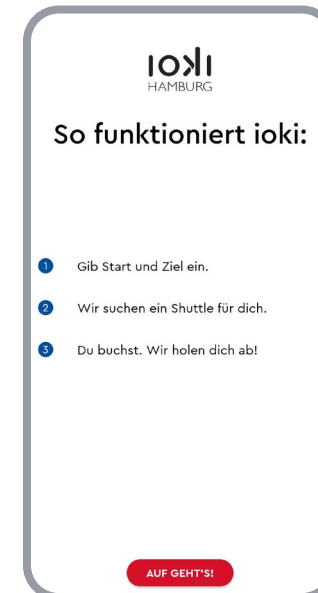 ioki
HAMBURG
So funktioniert ioki:
1 Gib Start und Ziel ein.
2 Wir suchen ein Shuttle für dich.
3 Du buchst. Wir holen dich ab!
AUF GEHT'S!